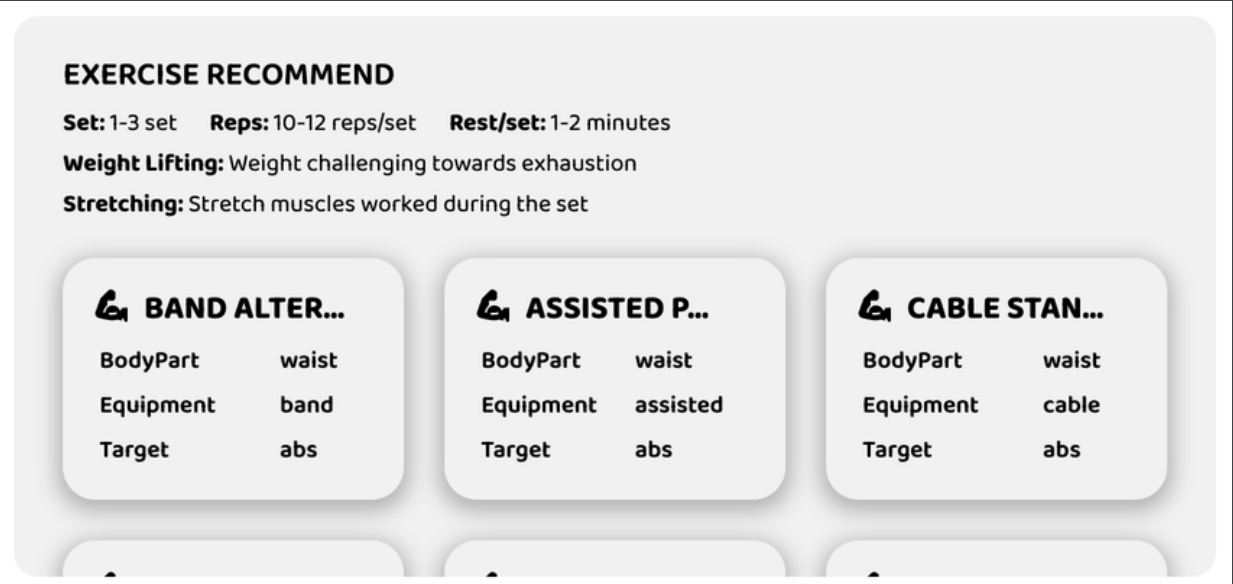 EXERCISE RECOMMEND
Set: 1-3 set Reps: 10-12 reps/set Rest/set: 1-2 minutes
Weight Lifting: Weight challenging towards exhaustion
Stretching: Stretch muscles worked during the set
BAND ALTER...
BodyPart waist
Equipment band
Target abs
ASSISTED P...
BodyPart waist
Equipment assisted
Target abs
CABLE STAN...
BodyPart waist
Equipment cable
Target abs